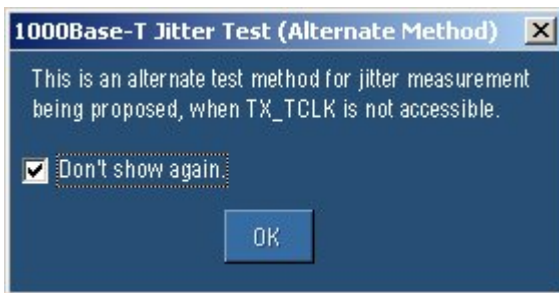 1000Base-T Jitter Test (Alternate Method)
This is an alternate test method for jitter measurement
being proposed, when TX_TCLK is not accessible.
Don't show again.
OK